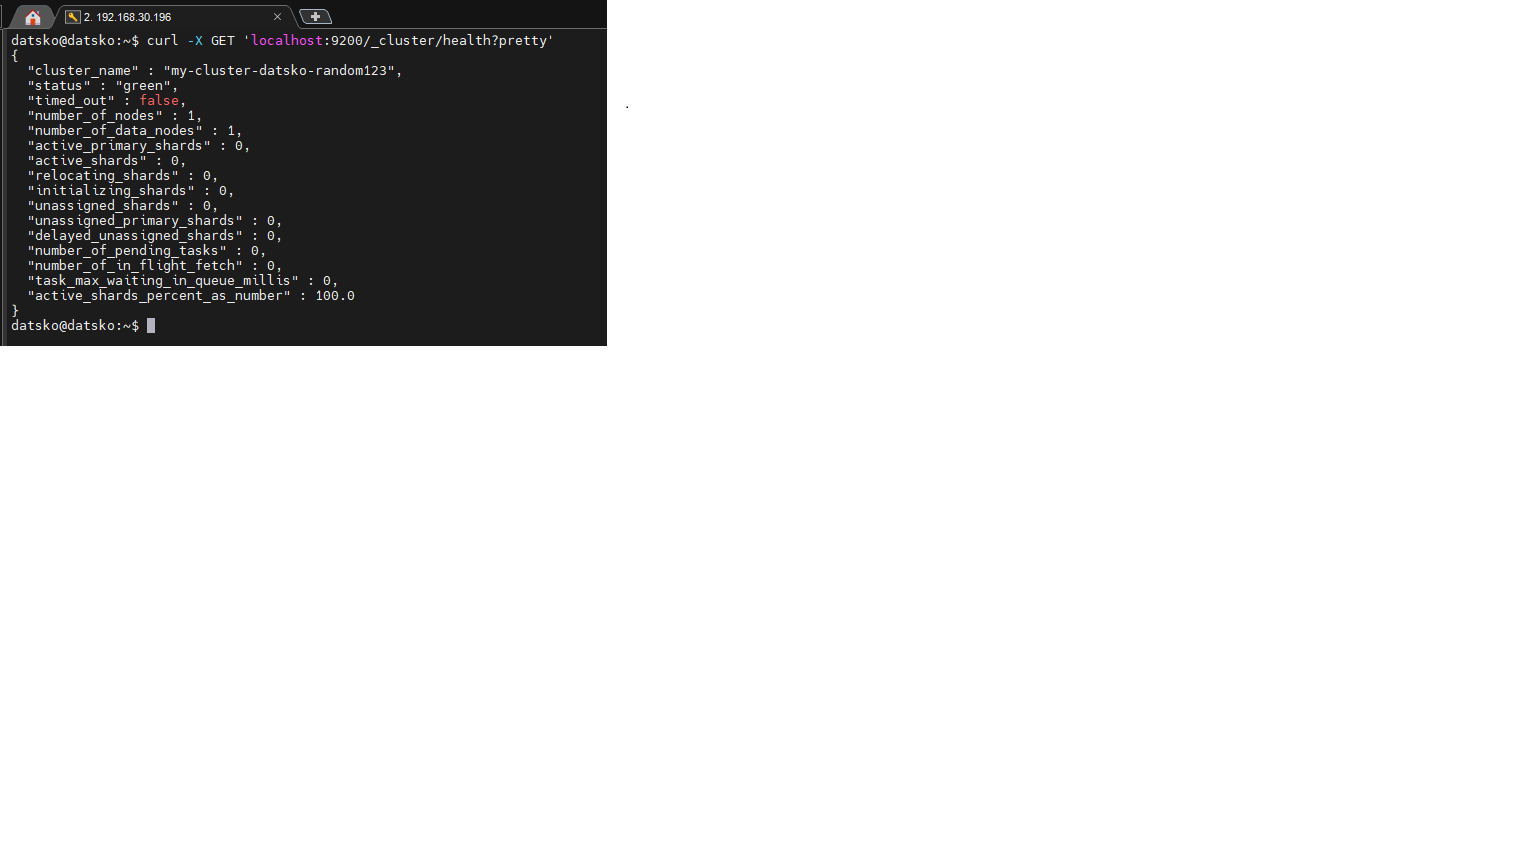 2. 192.168.30.196
datsko@datsko:~$ curl -X GET 'localhost:9200/_cluster/health?pretty'
{
  "cluster_name" : "my-cluster-datsko-random123",
  "status" : "green",
  "timed_out" : false,
  "number_of_nodes" : 1,
  "number_of_data_nodes" : 1,
  "active_primary_shards" : 0,
  "active_shards" : 0,
  "relocating_shards" : 0,
  "initializing_shards" : 0,
  "unassigned_shards" : 0,
  "unassigned_primary_shards" : 0,
  "delayed_unassigned_shards" : 0,
  "number_of_pending_tasks" : 0,
  "number_of_in_flight_fetch" : 0,
  "task_max_waiting_in_queue_millis" : 0,
  "active_shards_percent_as_number" : 100.0
}
datsko@datsko:~$
.